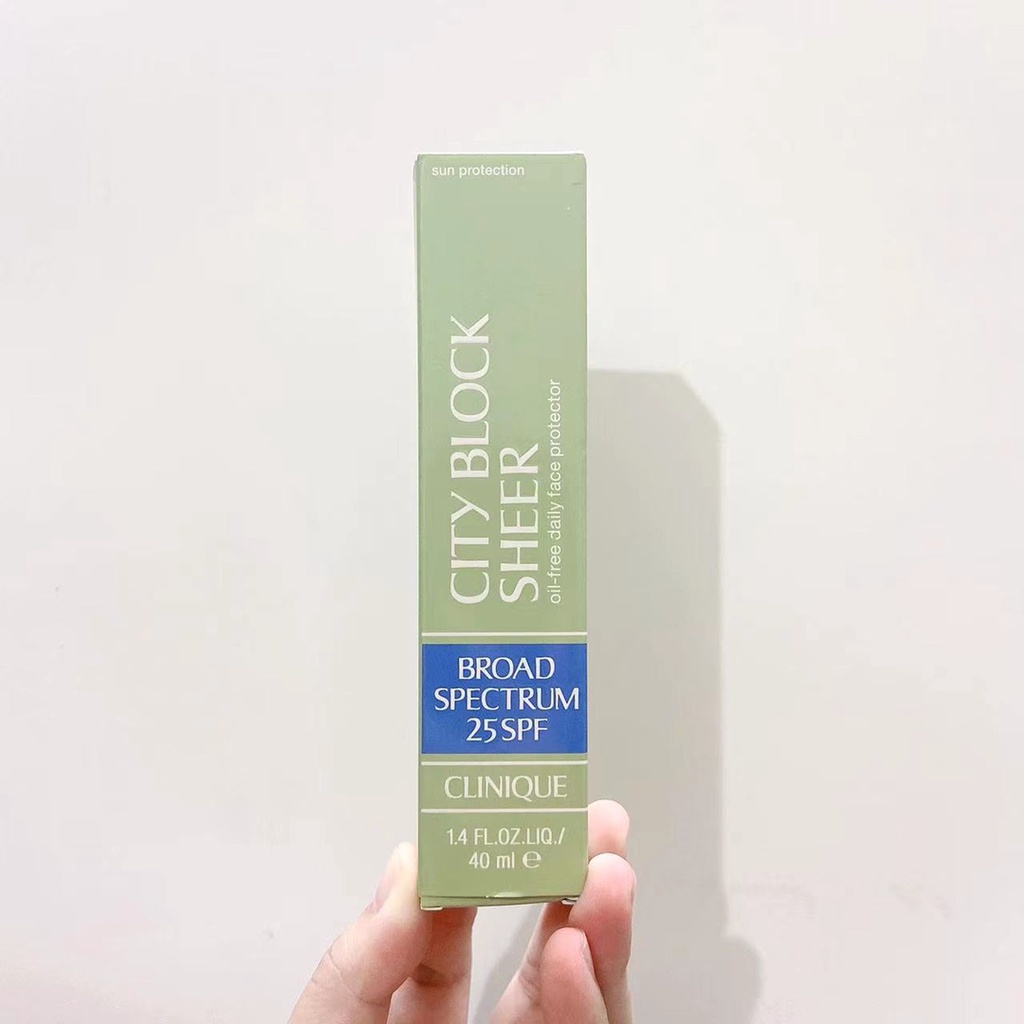 sun protection
CITY BLOCK
SHEER
oil-free daily face protector
BROAD
SPECTRUM
25 SPF
CLINIQUE
1.4 FL.OZ.LIQ./
40 ml ℮